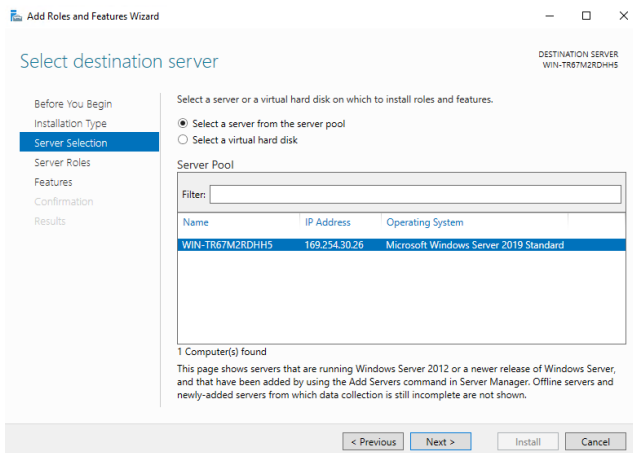 Add Roles and Features Wizard
Select destination server
DESTINATION SERVER
WIN-TR67M2RDHH5
Before You Begin
Installation Type
Server Selection
Server Roles
Features
Confirmation
Results
Select a server or a virtual hard disk on which to install roles and features.
Select a server from the server pool
Select a virtual hard disk
Server Pool
Filter:
Name IP Address Operating System
WIN-TR67M2RDHH5 169.254.30.26 Microsoft Windows Server 2019 Standard
1 Computer(s) found
This page shows servers that are running Windows Server 2012 or a newer release of Windows Server,
and that have been added by using the Add Servers command in Server Manager. Offline servers and
newly-added servers from which data collection is still incomplete are not shown.
< Previous Next > Install Cancel